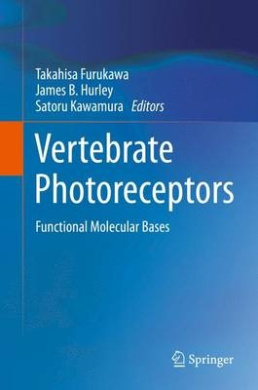 Takahisa Furukawa
James B. Hurley
Satoru Kawamura Editors
Vertebrate
Photoreceptors
Functional Molecular Bases
Springer